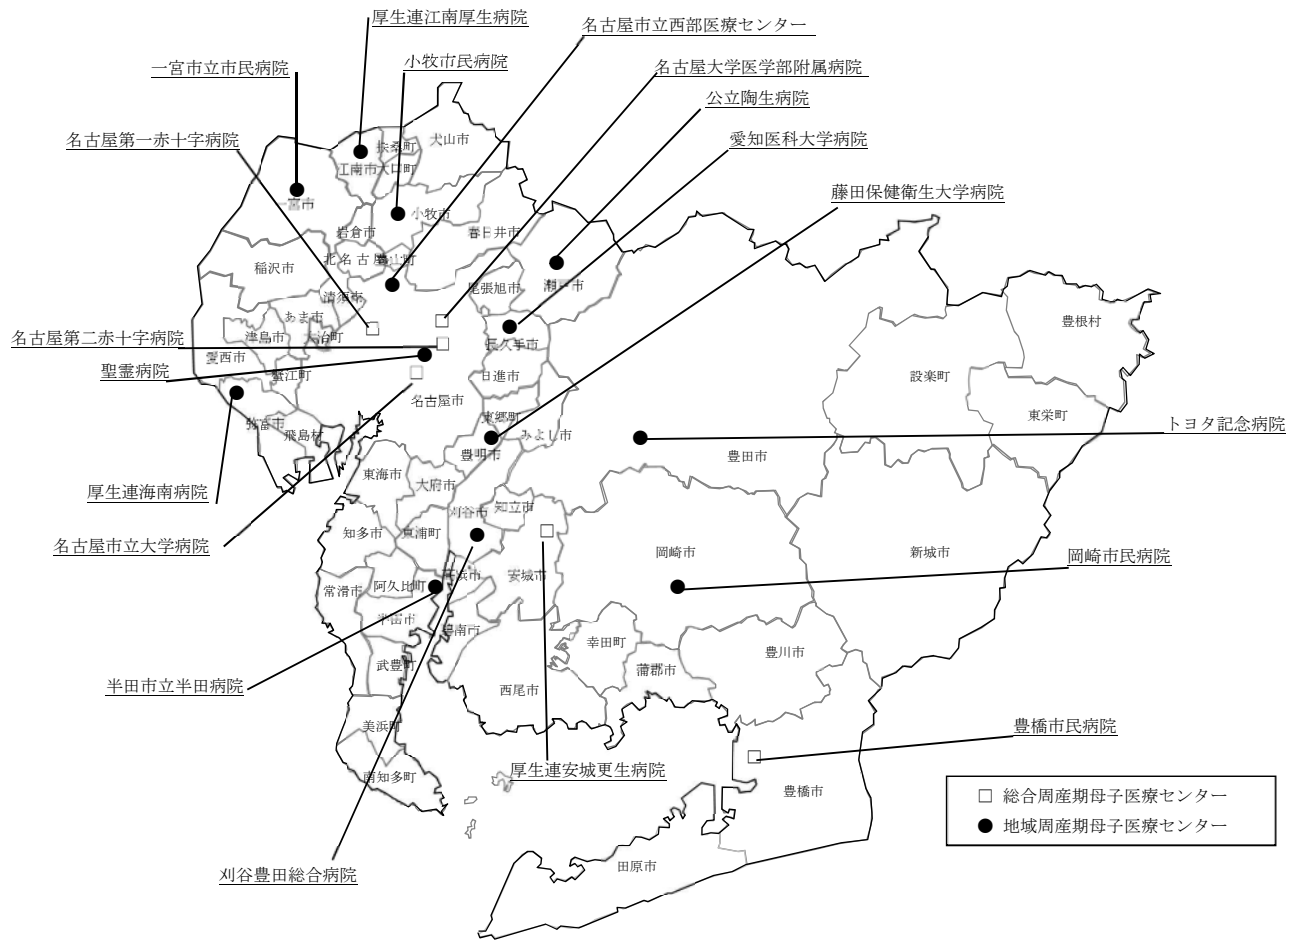 厚生連江南厚生病院
名古屋市立西部医療センター
小牧市民病院
一宮市立市民病院
名古屋大学医学部附属病院
公立陶生病院
名古屋第一赤十字病院
愛知医科大学病院
藤田保健衛生大学病院
犬山市
扶桑町
江南市
大口町
一宮市
小牧市
岩倉市
春日井市
北名古屋
豊山町
稲沢市
瀬戸市
尾張旭市
清須市
あま市
豊根村
津島市
大治町
名古屋第二赤十字病院
長久手市
愛西市
聖霊病院
蟹江町
日進市
設楽町
名古屋市
東栄町
東郷町
弥富市
飛島村
みよし市
トヨタ記念病院
豊明市
豊田市
東海市
大府市
厚生連海南病院
知立市
刈谷市
知多市
東浦町
名古屋市立大学病院
岡崎市
新城市
岡崎市民病院
高浜市
安城市
阿久比町
常滑市
半田市
碧南市
幸田町
豊川市
武豊町
蒲郡市
半田市立半田病院
西尾市
美浜町
豊橋市民病院
厚生連安城更生病院
南知多町
豊橋市
□ 総合周産期母子医療センター
● 地域周産期母子医療センター
田原市
刈谷豊田総合病院